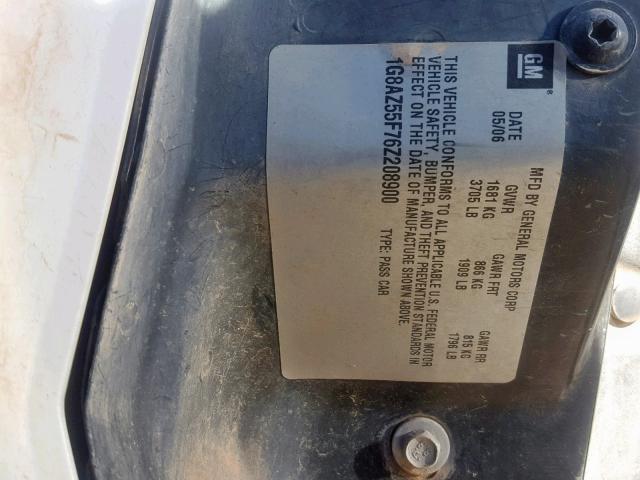 GM®
MFD BY GENERAL MOTORS CORP
DATE GVWR GAWR FRT GAWR RR
05/06 1681 KG 866 KG 815 KG
3705 LB 1909 LB 1796 LB
THIS VEHICLE CONFORMS TO ALL APPLICABLE U.S. FEDERAL MOTOR
VEHICLE SAFETY, BUMPER, AND THEFT PREVENTION STANDARDS IN
EFFECT ON THE DATE OF MANUFACTURE SHOWN ABOVE.
1G8AZ55F76Z208900 TYPE: PASS CAR